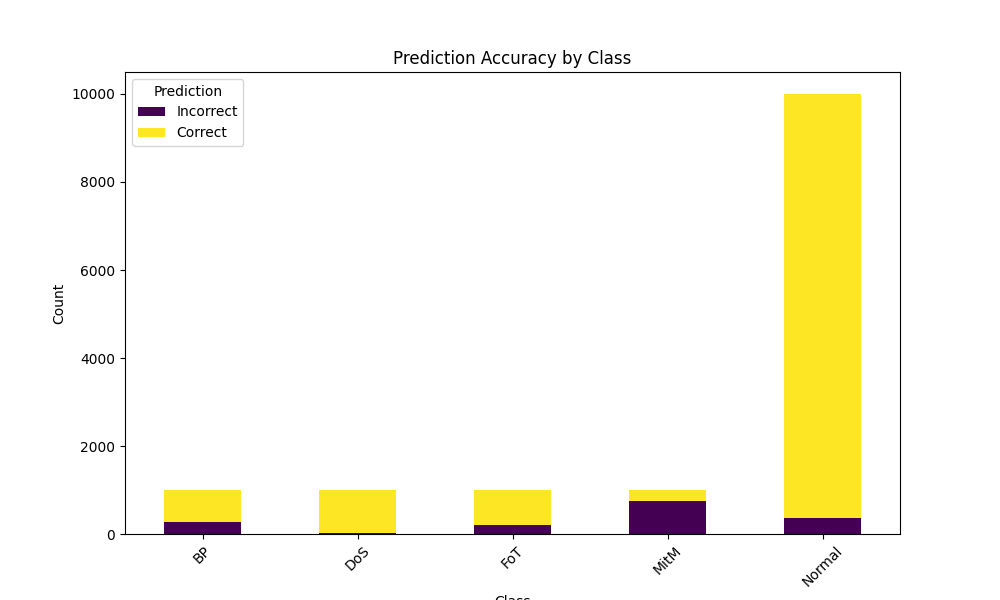 Prediction Accuracy by Class
Prediction
Incorrect
Correct
10000
8000
6000
4000
2000
0
Count
BP
DoS
FoT
MitM
Normal
Class